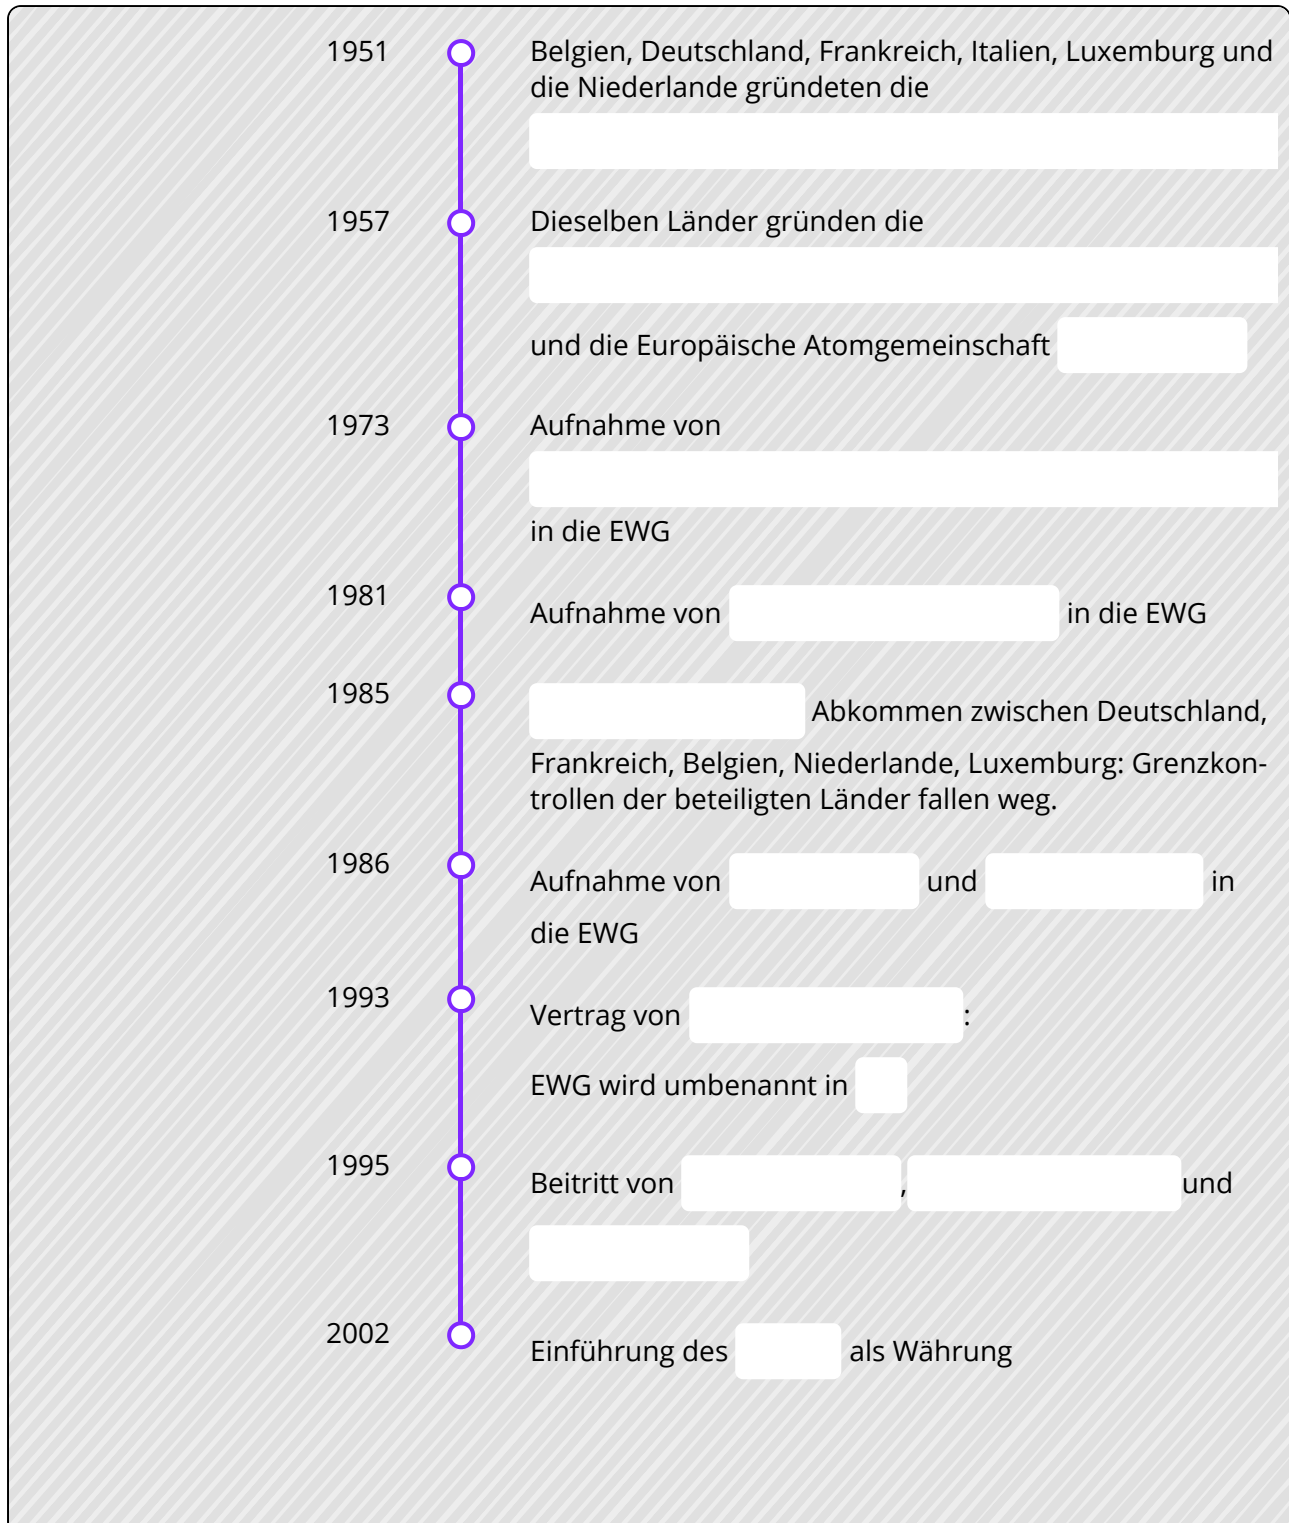 1951
Belgien, Deutschland, Frankreich, Italien, Luxemburg und
die Niederlande gründeten die
1957
Dieselben Länder gründen die
und die Europäische Atomgemeinschaft
1973
Aufnahme von
in die EWG
1981
Aufnahme von in die EWG
1985
Abkommen zwischen Deutschland,
Frankreich, Belgien, Niederlande, Luxemburg: Grenzkon-
trollen der beteiligten Länder fallen weg.
1986
Aufnahme von und in
die EWG
1993
Vertrag von :
EWG wird umbenannt in
1995
Beitritt von , und
2002
Einführung des als Währung